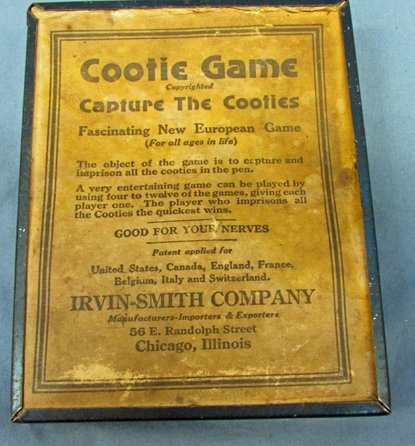 Cootie Game
Copyrighted
Capture The Cooties
Fascinating New European Game
(For all ages in life)
The object of the game is to capture and
imprison all the cooties in the pen.
A very entertaining game can be played by
using four to twelve of the games, giving each
player one. The player who imprisons all
the Cooties the quickest wins.
GOOD FOR YOUR NERVES
Patent applied for
United States, Canada, England, France,
Belgium, Italy and Switzerland.
IRVIN-SMITH COMPANY
Manufacturers-Importers & Exporters
56 E. Randolph Street
Chicago, Illinois